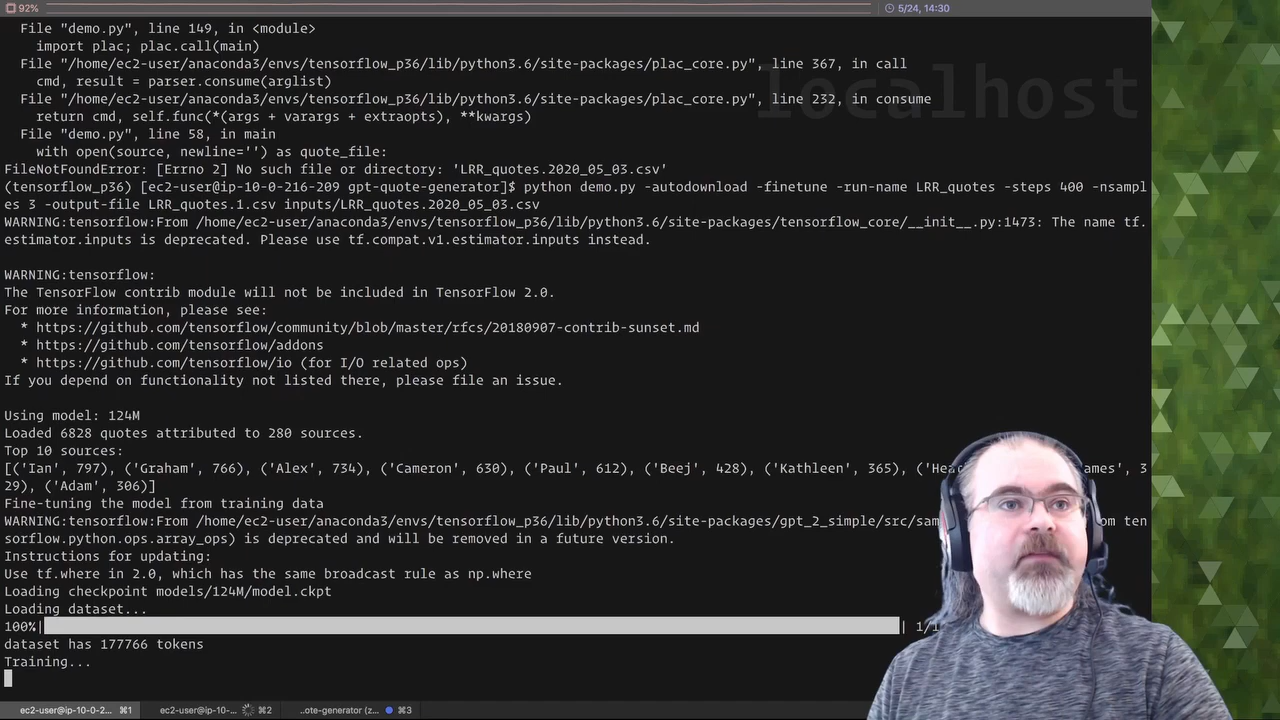 92%
5/24, 14:30
localhost
File "demo.py", line 149, in <module>
import plac; plac.call(main)
File "/home/ec2-user/anaconda3/envs/tensorflow_p36/lib/python3.6/site-packages/plac_core.py", line 367, in call
cmd, result = parser.consume(arglist)
File "/home/ec2-user/anaconda3/envs/tensorflow_p36/lib/python3.6/site-packages/plac_core.py", line 232, in consume
return cmd, self.func(*(args + varargs + extraopts), **kwargs)
File "demo.py", line 58, in main
with open(source, newline='') as quote_file:
FileNotFoundError: [Errno 2] No such file or directory: 'LRR_quotes.2020_05_03.csv'
(tensorflow_p36) [ec2-user@ip-10-0-216-209 gpt-quote-generator]$ python demo.py -autodownload -finetune -run-name LRR_quotes -steps 400 -nsampl
es 3 -output-file LRR_quotes.1.csv inputs/LRR_quotes.2020_05_03.csv
WARNING:tensorflow:From /home/ec2-user/anaconda3/envs/tensorflow_p36/lib/python3.6/site-packages/tensorflow_core/__init__.py:1473: The name tf.
estimator.inputs is deprecated. Please use tf.compat.v1.estimator.inputs instead.
WARNING:tensorflow:
The TensorFlow contrib module will not be included in TensorFlow 2.0.
For more information, please see:
* https://github.com/tensorflow/community/blob/master/rfcs/20180907-contrib-sunset.md
* https://github.com/tensorflow/addons
* https://github.com/tensorflow/io (for I/O related ops)
If you depend on functionality not listed there, please file an issue.
Using model: 124M
Loaded 6828 quotes attributed to 280 sources.
Top 10 sources:
[('Ian', 797), ('Graham', 766), ('Alex', 734), ('Cameron', 630), ('Paul', 612), ('Beej', 428), ('Kathleen', 365), ('Hea ames', 3
29), ('Adam', 306)]
Fine-tuning the model from training data
WARNING:tensorflow:From /home/ec2-user/anaconda3/envs/tensorflow_p36/lib/python3.6/site-packages/gpt_2_simple/src/sam om ten
sorflow.python.ops.array_ops) is deprecated and will be removed in a future version.
Instructions for updating:
Use tf.where in 2.0, which has the same broadcast rule as np.where
Loading checkpoint models/124M/model.ckpt
Loading dataset...
100%| | 1/1
dataset has 177766 tokens
Training...
ec2-user@ip-10-0-2... ⌘1
ec2-user@ip-10-... ⌘2
..ote-generator (z... ⌘3